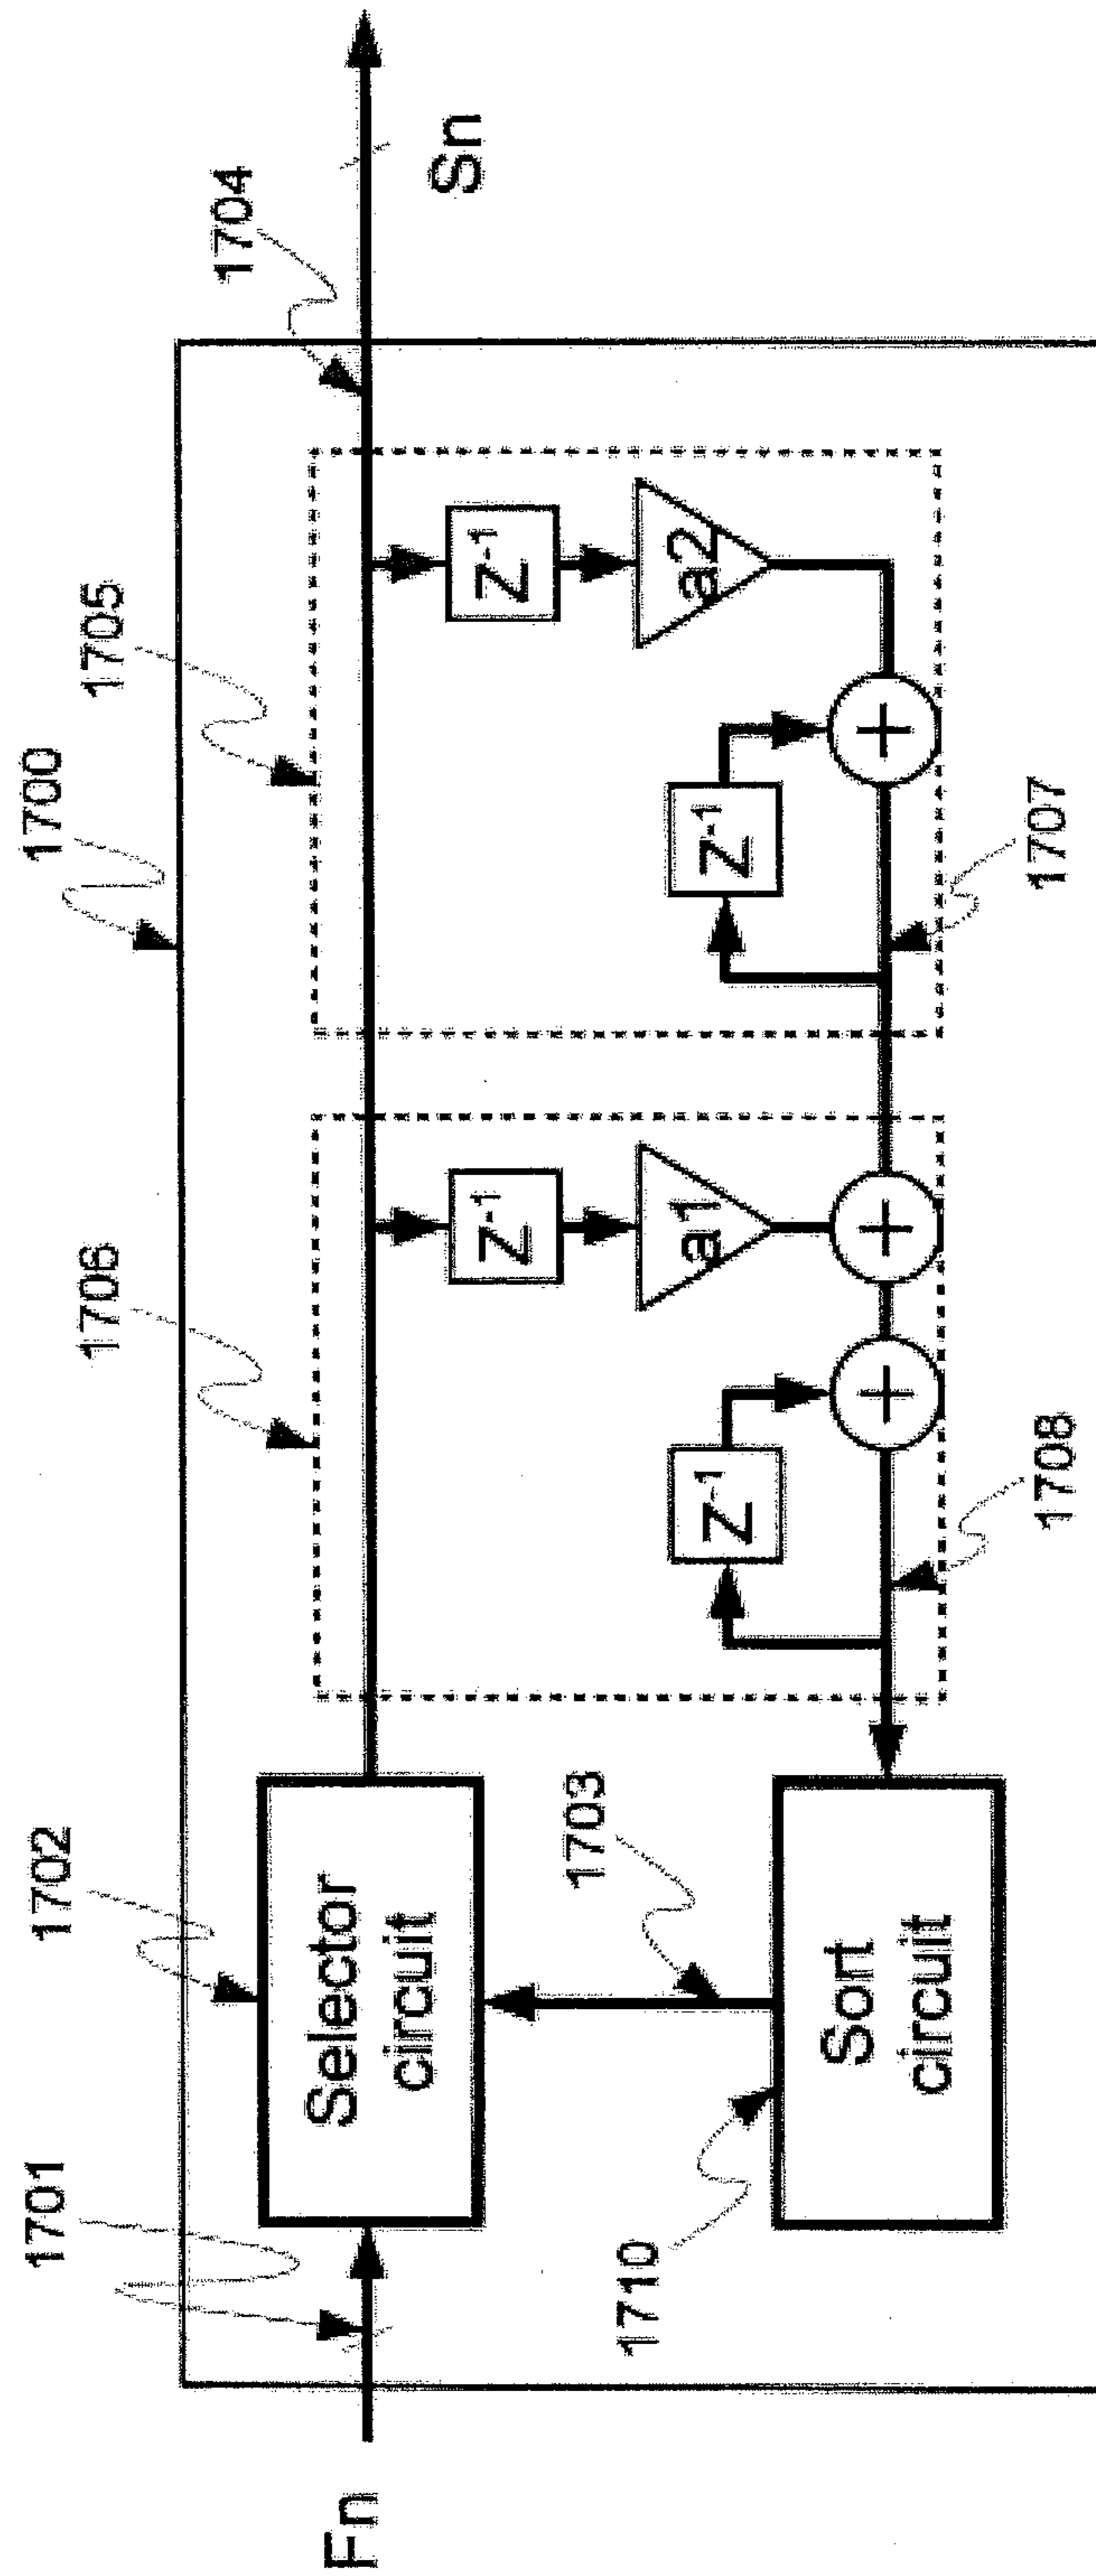 1700
1701
1702
1706
1705
1704
Fn
Selector
circuit
Sn
Z-1
Z-1
a1
a2
1703
Z-1
Z-1
1710
Sort
circuit
+
+
+
1708
1707